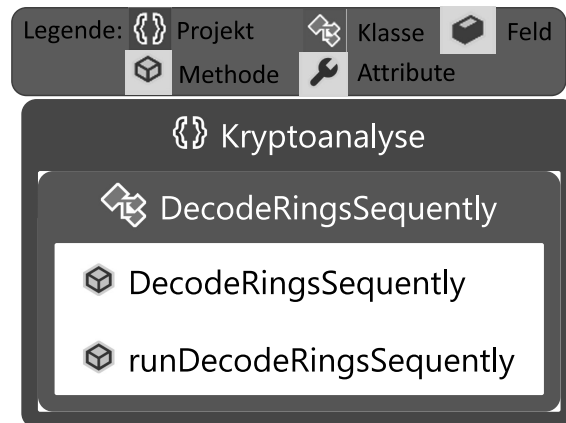 Legende: {} Projekt Klasse Feld
Methode Attribute
{} Kryptoanalyse
DecodeRingsSequently
DecodeRingsSequently
runDecodeRingsSequently